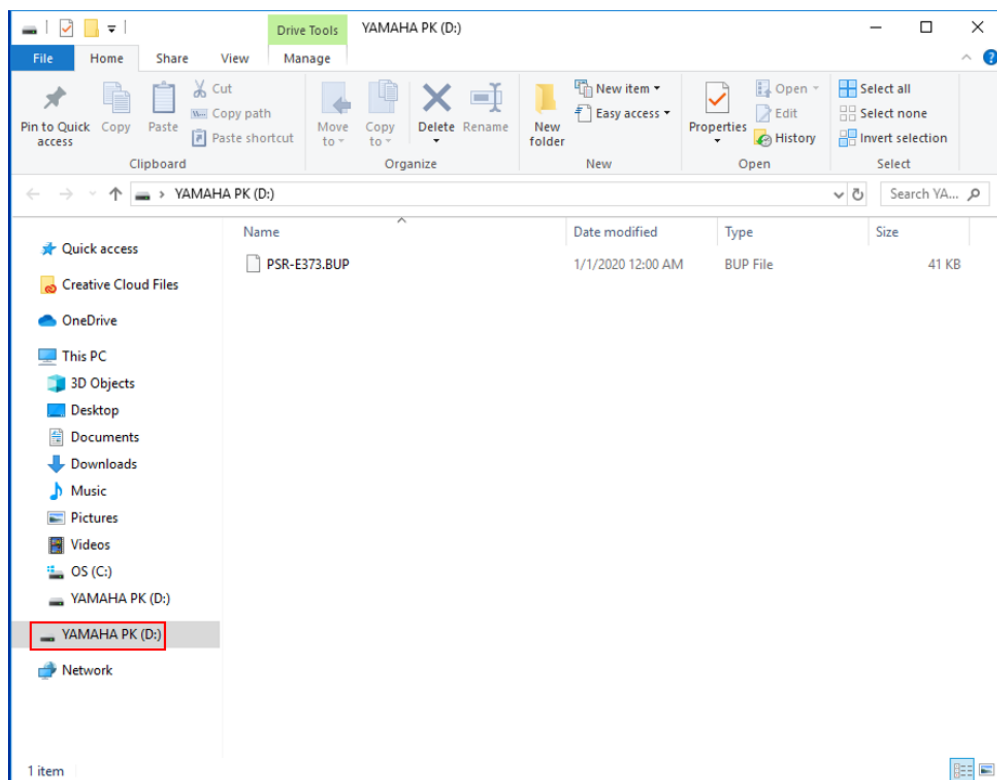 Drive Tools
YAMAHA PK (D:)
File
Home
Share
View
Manage
?
Pin to Quick access
Copy
Paste
Cut
Copy path
Paste shortcut
Clipboard
Move to
Copy to
Delete
Rename
Organize
New folder
New item
Easy access
New
Properties
Open
Edit
History
Open
Select all
Select none
Invert selection
Select
YAMAHA PK (D:)
Search YA...
Name
Date modified
Type
Size
PSR-E373.BUP
1/1/2020 12:00 AM
BUP File
41 KB
Quick access
Creative Cloud Files
OneDrive
This PC
3D Objects
Desktop
Documents
Downloads
Music
Pictures
Videos
OS (C:)
YAMAHA PK (D:)
YAMAHA PK (D:)
Network
1 item